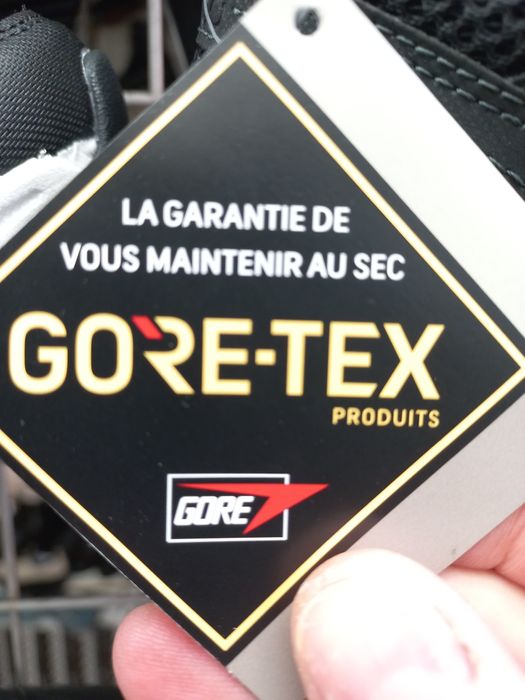 LA GARANTIE DE
VOUS MAINTENIR AU SEC
GORE-TEX
PRODUITS
GORE